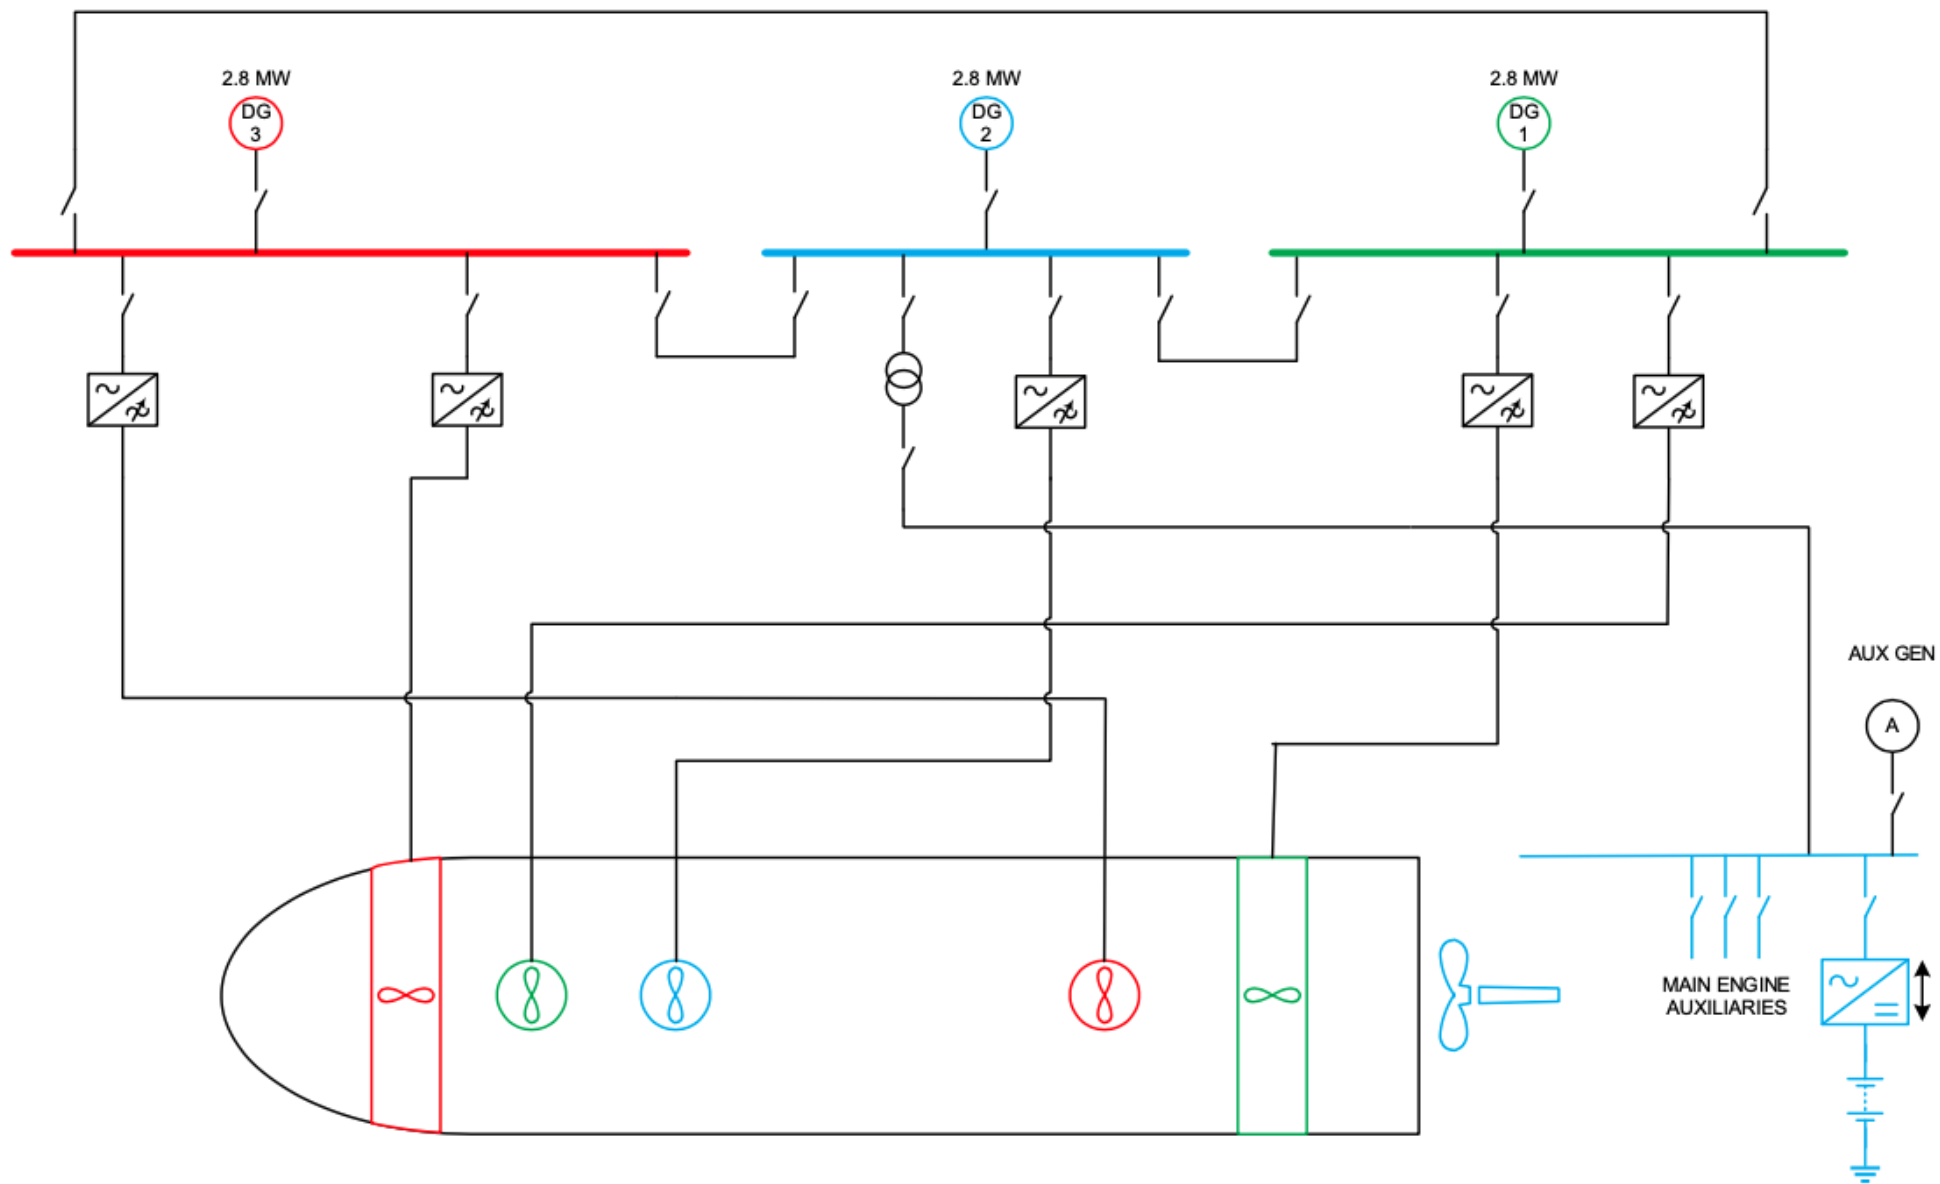 2.8 MW
DG
3
2.8 MW
DG
2
2.8 MW
DG
1
AUX GEN
A
MAIN ENGINE
AUXILIARIES